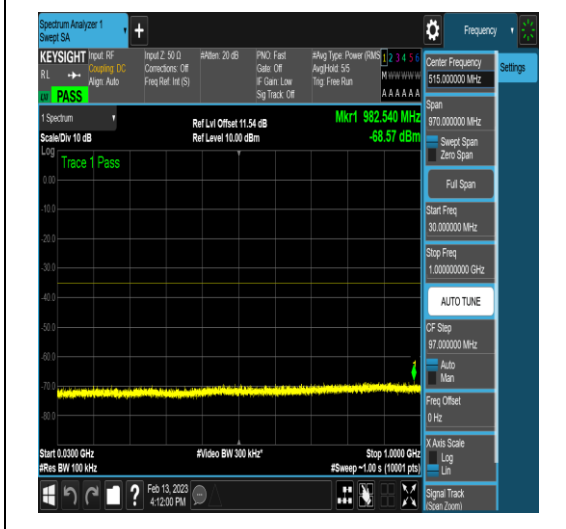 Spectrum Analyzer 1
Swept SA
+
Frequency
KEYSIGHT
RL
Input: RF
Coupling: DC
Align: Auto
Input Z: 50 Ω
Corrections: Off
Freq Ref: Int (S)
#Atten: 20 dB
PNO: Fast
Gate: Off
IF Gain: Low
Sig Track: Off
#Avg Type: Power (RMS)
Avg|Hold: 5/5
Trig: Free Run
1 2 3 4 5 6
M W W W W W
A A A A A A
PASS
1 Spectrum
Scale/Div 10 dB
Ref Lvl Offset 11.54 dB
Ref Level 10.00 dBm
Mkr1 982.540 MHz
-68.57 dBm
Log
Trace 1 Pass
0.00
-10.0
-20.0
-30.0
-40.0
-50.0
-60.0
-70.0
-80.0
Start 0.0300 GHz
#Res BW 100 kHz
#Video BW 300 kHz*
Stop 1.0000 GHz
#Sweep ~1.00 s (10001 pts)
?
Feb 13, 2023
4:12:00 PM
Center Frequency
515.000000 MHz
Settings
Span
970.000000 MHz
Swept Span
Zero Span
Full Span
Start Freq
30.000000 MHz
Stop Freq
1.000000000 GHz
AUTO TUNE
CF Step
97.000000 MHz
Auto
Man
Freq Offset
0 Hz
X Axis Scale
Log
Lin
Signal Track
(Span Zoom)